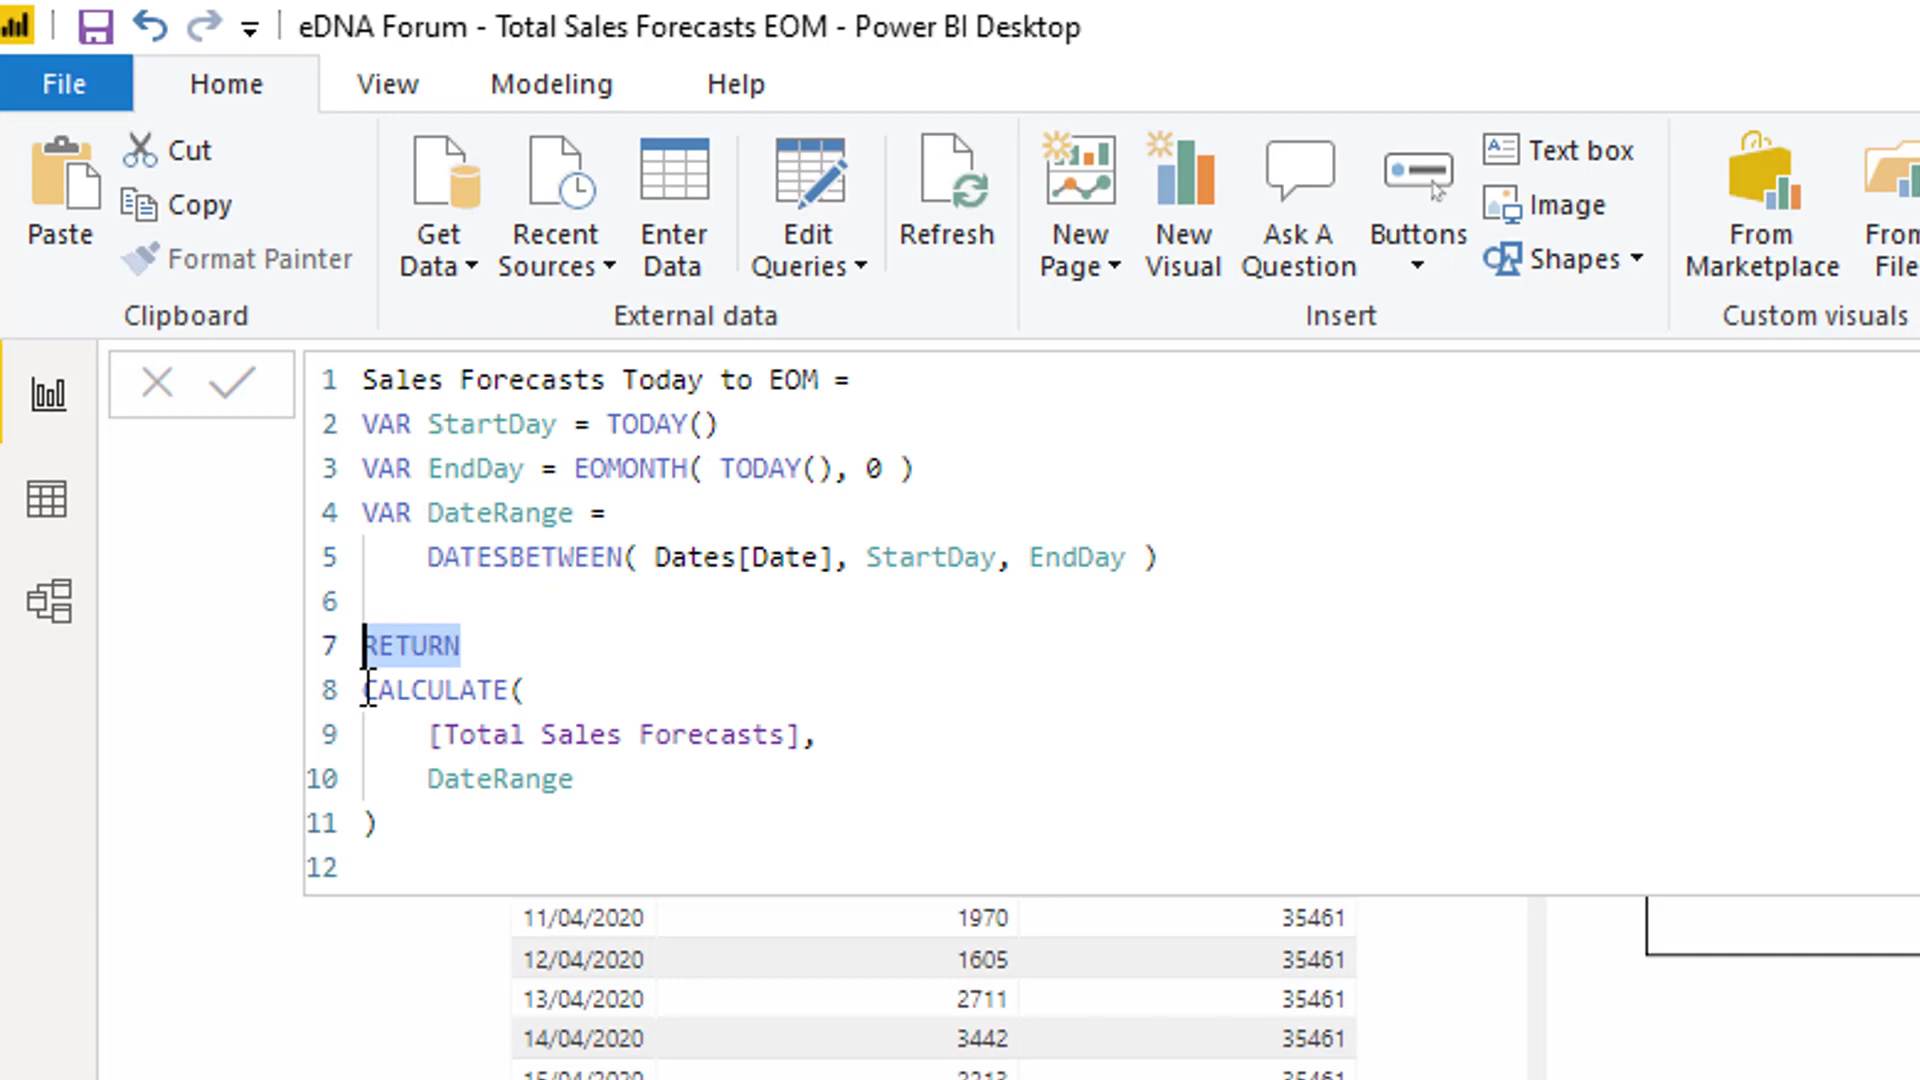 eDNA Forum - Total Sales Forecasts EOM - Power BI Desktop
File Home View Modeling Help
Paste
Cut
Copy
Format Painter
Clipboard
Get Data
Recent Sources
Enter Data
Edit Queries
Refresh
External data
New Page
New Visual
Ask A Question
Buttons
Text box
Image
Shapes
Insert
From Marketplace
From File
Custom visuals
1 Sales Forecasts Today to EOM =
2 VAR StartDay = TODAY()
3 VAR EndDay = EOMONTH( TODAY(), 0 )
4 VAR DateRange =
5 DATESBETWEEN( Dates[Date], StartDay, EndDay )
6
7 RETURN
8 CALCULATE(
9 [Total Sales Forecasts],
10 DateRange
11 )
12
11/04/2020 1970 35461
12/04/2020 1605 35461
13/04/2020 2711 35461
14/04/2020 3442 35461